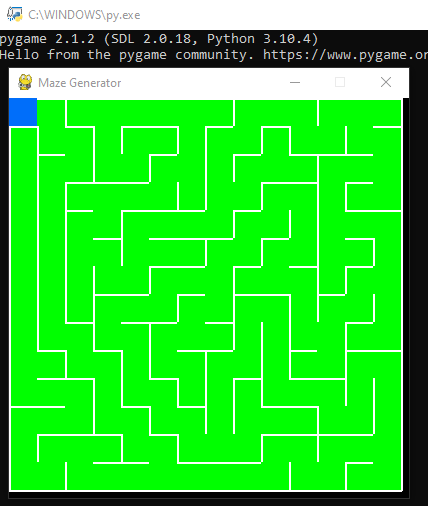 C:\WINDOWS\py.exe
pygame 2.1.2 (SDL 2.0.18, Python 3.10.4)
Hello from the pygame community. https://www.pygame.or
Maze Generator